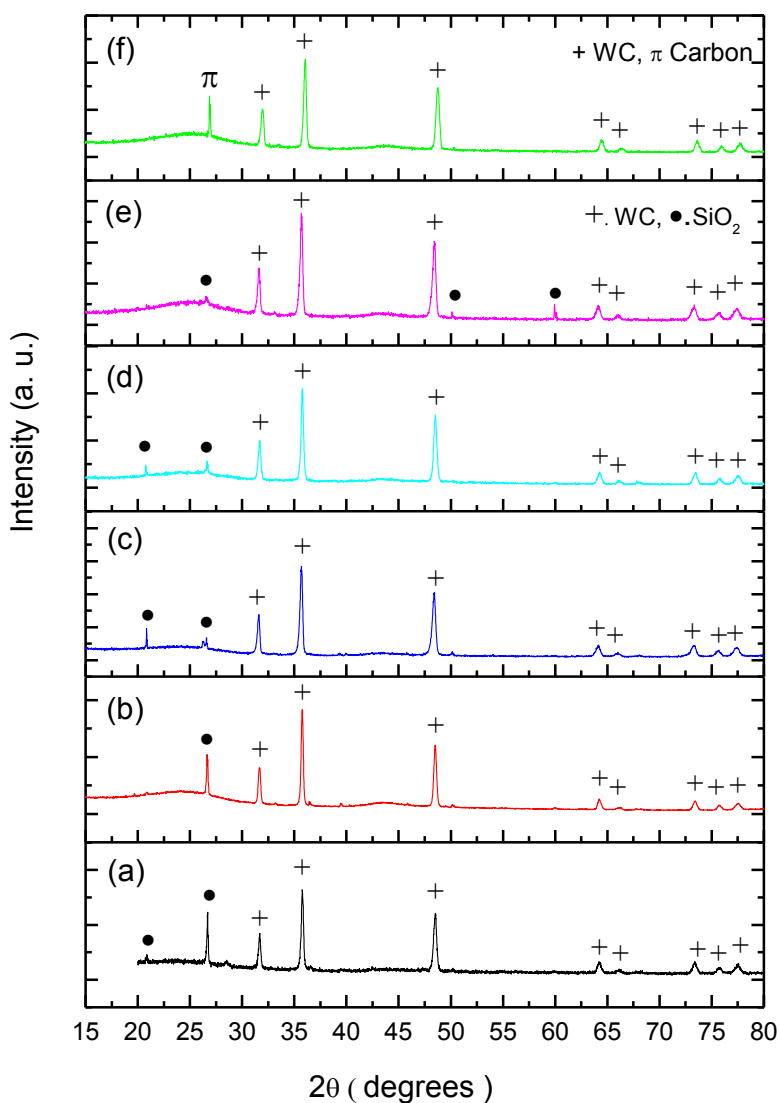 (f)
π
+ WC, π Carbon
(e)
+. WC, ●.SiO₂
(d)
(c)
(b)
(a)
Intensity (a. u.)
15 20 25 30 35 40 45 50 55 60 65 70 75 80
2θ ( degrees )